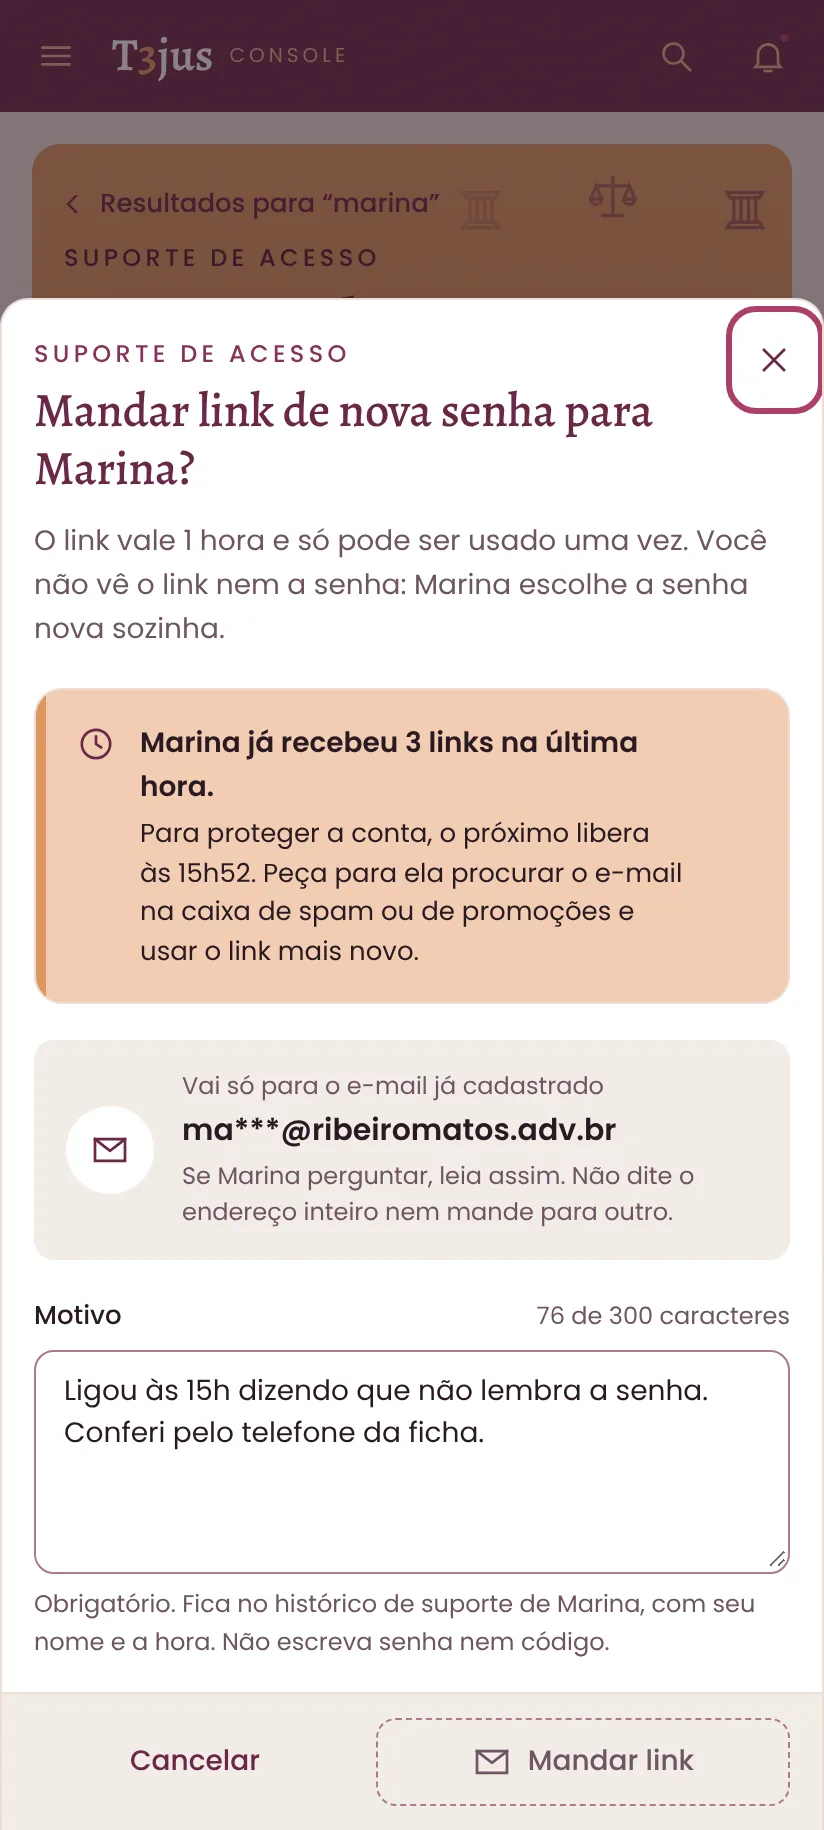 T3jus CONSOLE
Resultados para “marina”
SUPORTE DE ACESSO
SUPORTE DE ACESSO
Mandar link de nova senha para
Marina?
O link vale 1 hora e só pode ser usado uma vez. Você
não vê o link nem a senha: Marina escolhe a senha
nova sozinha.
Marina já recebeu 3 links na última
hora.
Para proteger a conta, o próximo libera
às 15h52. Peça para ela procurar o e-mail
na caixa de spam ou de promoções e
usar o link mais novo.
Vai só para o e-mail já cadastrado
ma***@ribeiromatos.adv.br
Se Marina perguntar, leia assim. Não dite o
endereço inteiro nem mande para outro.
Motivo
76 de 300 caracteres
Ligou às 15h dizendo que não lembra a senha.
Conferi pelo telefone da ficha.
Obrigatório. Fica no histórico de suporte de Marina, com seu
nome e a hora. Não escreva senha nem código.
Cancelar
Mandar link